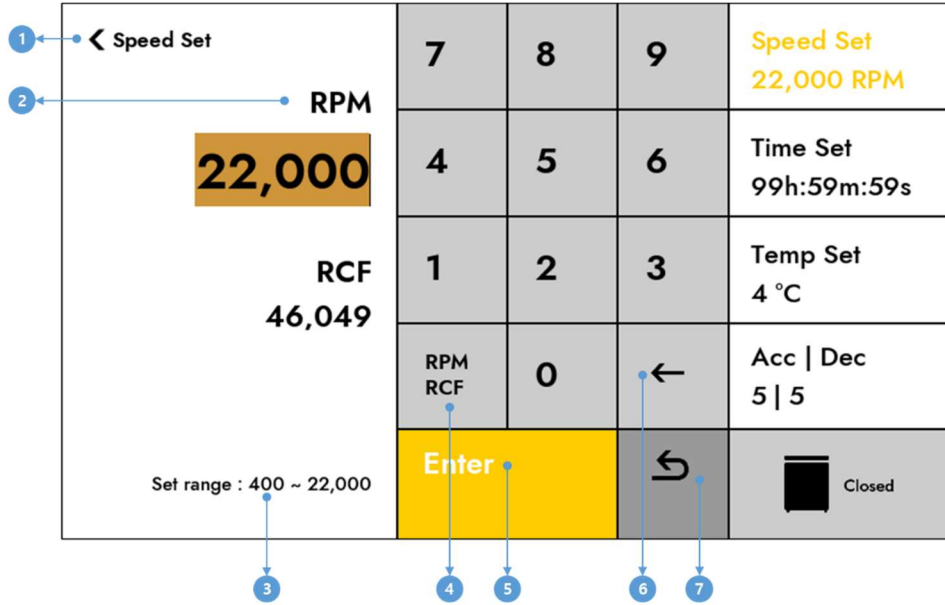 1
Speed Set
2
RPM
22,000
RCF
46,049
Set range : 400 ~ 22,000
7
8
9
4
5
6
1
2
3
RPM
RCF
0
←
Enter
Speed Set
22,000 RPM
Time Set
99h:59m:59s
Temp Set
4 °C
Acc | Dec
5 | 5
Closed
3
4
5
6
7